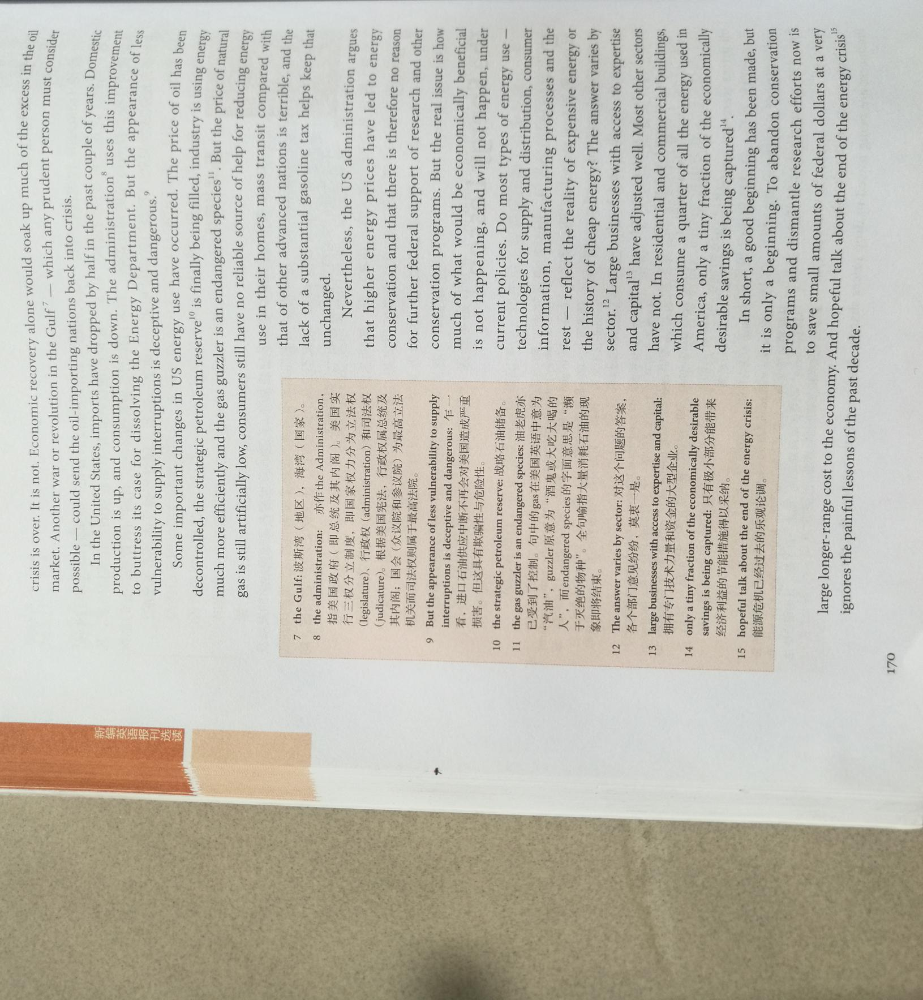 crisis is over. It is not. Economic recovery alone would soak up much of the excess in the oil
market. Another war or revolution in the Gulf7 — which any prudent person must consider
possible — could send the oil-importing nations back into crisis.
In the United States, imports have dropped by half in the past couple of years. Domestic
production is up, and consumption is down. The administration8 uses this improvement
to buttress its case for dissolving the Energy Department. But the appearance of less
vulnerability to supply interruptions is deceptive and dangerous.9
Some important changes in US energy use have occurred. The price of oil has been
decontrolled, the strategic petroleum reserve10 is finally being filled, industry is using energy
much more efficiently and the gas guzzler is an endangered species11. But the price of natural
gas is still artificially low, consumers still have no reliable source of help for reducing energy
use in their homes, mass transit compared with
that of other advanced nations is terrible, and the
lack of a substantial gasoline tax helps keep that
unchanged.
Nevertheless, the US administration argues
that higher energy prices have led to energy
conservation and that there is therefore no reason
for further federal support of research and other
conservation programs. But the real issue is how
much of what would be economically beneficial
is not happening, and will not happen, under
current policies. Do most types of energy use —
technologies for supply and distribution, consumer
information, manufacturing processes and the
rest — reflect the reality of expensive energy or
the history of cheap energy? The answer varies by
sector.12 Large businesses with access to expertise
and capital13 have adjusted well. Most other sectors
have not. In residential and commercial buildings,
which consume a quarter of all the energy used in
America, only a tiny fraction of the economically
desirable savings is being captured14.
In short, a good beginning has been made, but
it is only a beginning. To abandon conservation
programs and dismantle research efforts now is
to save small amounts of federal dollars at a very
large longer-range cost to the economy. And hopeful talk about the end of the energy crisis15
ignores the painful lessons of the past decade.
7 the Gulf: 波斯湾(地区),海湾(国家)。
8 the administration: 亦作the Administration,
指美国政府(即总统及其内阁)。美国实
行三权分立制度,即国家权力分为立法权
(legislature)、行政权(administration)和司法权
(judicature)。根据美国宪法,行政权属总统及
其内阁;国会(众议院和参议院)为最高立法
机关而司法权则属于最高法院。
9 But the appearance of less vulnerability to supply
interruptions is deceptive and dangerous: 乍一
看,进口石油供应中断不再会对美国造成严重
损害。但这具有欺骗性与危险性。
10 the strategic petroleum reserve: 战略石油储备。
11 the gas guzzler is an endangered species: 油老虎亦
已受到了控制。句中的gas在美国英语中意为
“汽油”,guzzler原意为“酒鬼或大吃大喝的
人”,而endangered species的字面意思是“濒
于灭绝的物种”。全句喻指大量消耗石油的现
象即将结束。
12 The answer varies by sector: 对这个问题的答案,
各个部门意见纷纷,莫衷一是。
13 large businesses with access to expertise and capital:
拥有专门技术力量和资金的大型企业。
14 only a tiny fraction of the economically desirable
savings is being captured: 只有极小部分能带来
经济利益的节能措施得以采纳。
15 hopeful talk about the end of the energy crisis:
能源危机已经过去的乐观论调。
170
新编英语报刊选读